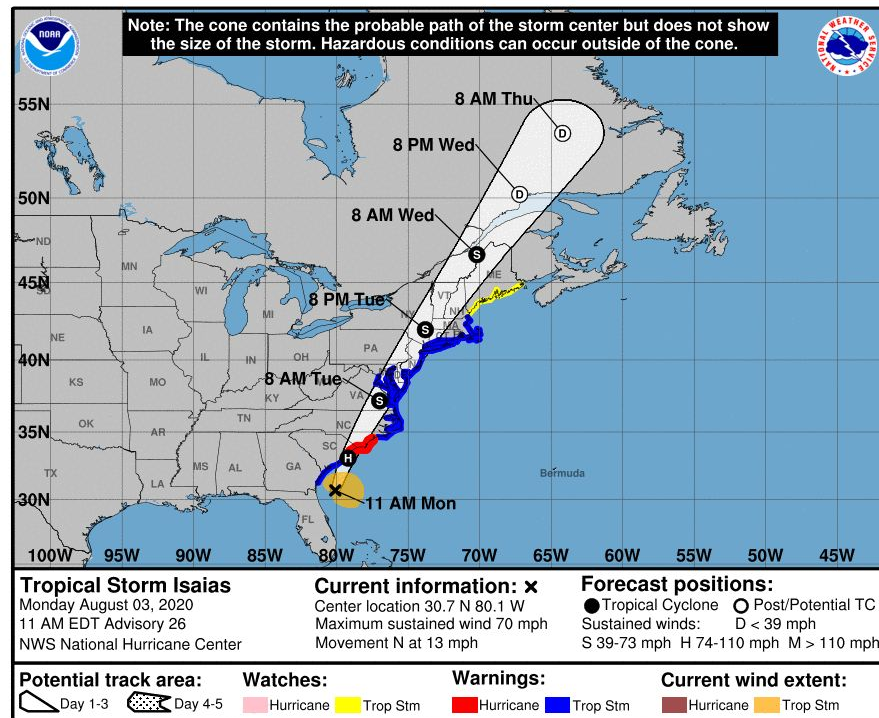 Note: The cone contains the probable path of the storm center but does not show
the size of the storm. Hazardous conditions can occur outside of the cone.
NOAA
NATIONAL WEATHER SERVICE
55N
50N
45N
40N
35N
30N
8 AM Thu
D
8 PM Wed
D
8 AM Wed
S
8 PM Tue
S
8 AM Tue
S
H
11 AM Mon
ND
MN
WI
MI
NY
VT
NH
ME
MA
NE
IA
IL
IN
OH
PA
KS
MO
KY
VA
OK
AR
TN
NC
SC
TX
LA
MS
AL
GA
FL
Bermuda
100W 95W 90W 85W 80W 75W 70W 65W 60W 55W 50W 45W
Tropical Storm Isaias
Monday August 03, 2020
11 AM EDT Advisory 26
NWS National Hurricane Center
Current information: x
Center location 30.7 N 80.1 W
Maximum sustained wind 70 mph
Movement N at 13 mph
Forecast positions:
Tropical Cyclone Post/Potential TC
Sustained winds: D < 39 mph
S 39-73 mph H 74-110 mph M > 110 mph
Potential track area:
Day 1-3 Day 4-5
Watches:
Hurricane Trop Stm
Warnings:
Hurricane Trop Stm
Current wind extent:
Hurricane Trop Stm